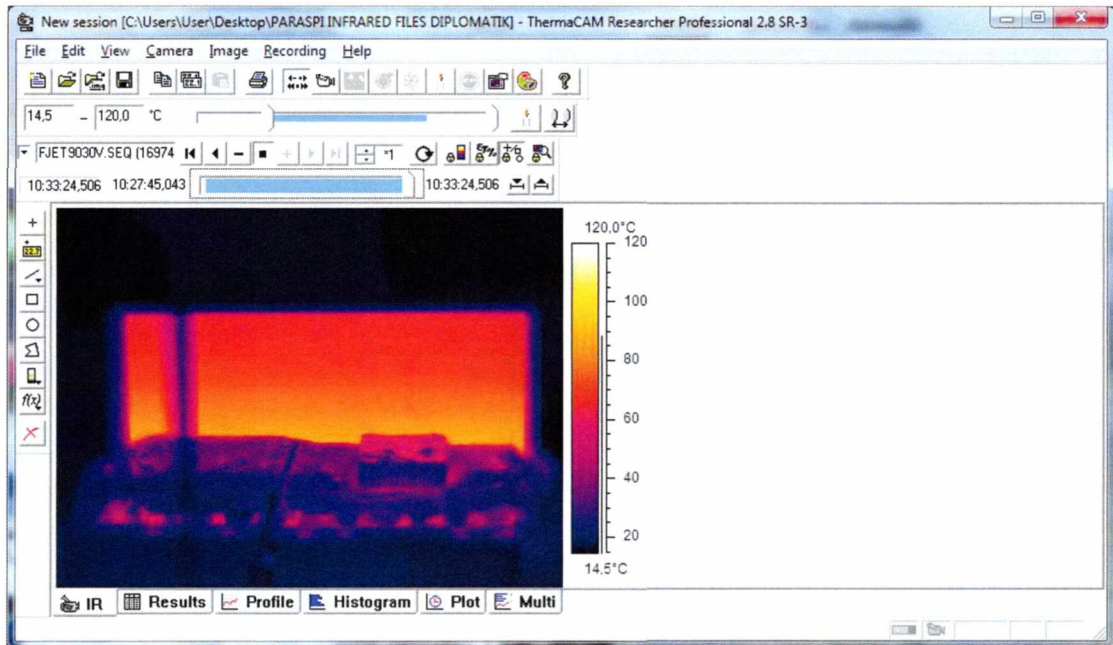 New session [C:\Users\User\Desktop\PARASPI INFRARED FILES DIPLOMATIK] - ThermaCAM Researcher Professional 2.8 SR-3
File Edit View Camera Image Recording Help
14,5 – 120,0 °C
FJET9030V.SEQ (16974 ×1
10:33:24,506 10:27:45,043 10:33:24,506
22.7
f(x)
120,0°C
120
100
80
60
40
20
14,5°C
IR Results Profile Histogram Plot Multi